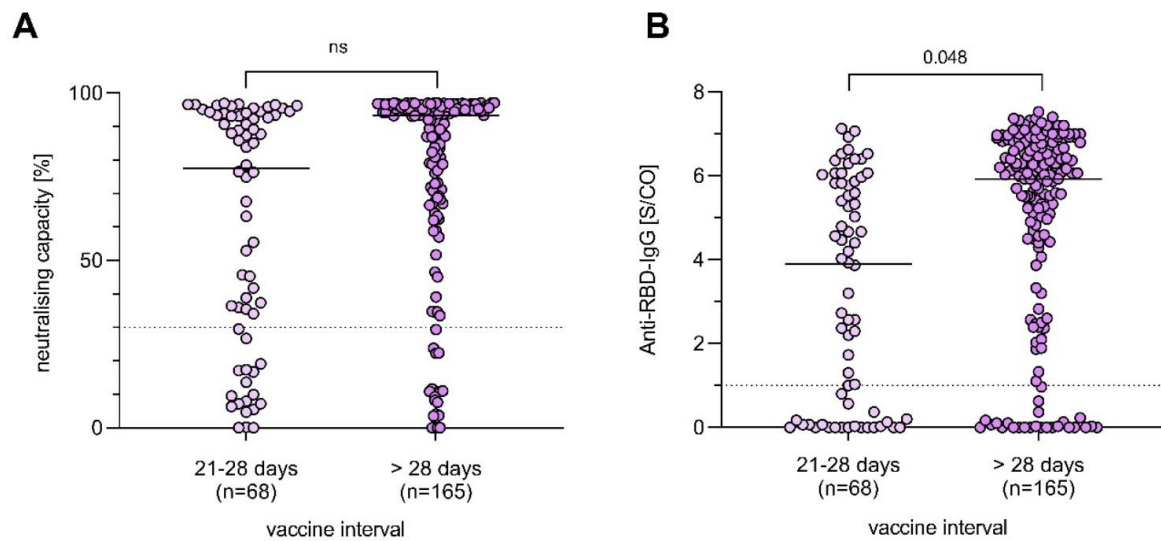 A
ns
neutralising capacity [%]
100
50
0
21-28 days
(n=68)
> 28 days
(n=165)
vaccine interval
B
0.048
Anti-RBD-IgG [S/CO]
8
6
4
2
0
21-28 days
(n=68)
> 28 days
(n=165)
vaccine interval